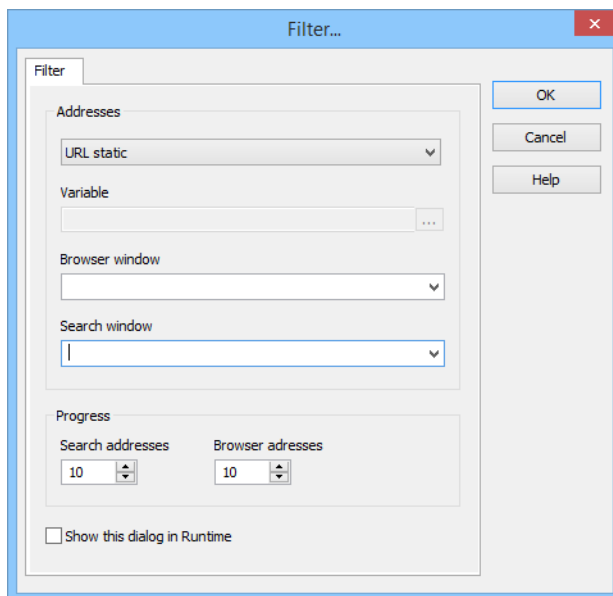 Filter...
Filter
OK
Addresses
URL static
Cancel
Variable
Help
...
Browser window
Search window
Progress
Search addresses Browser adresses
10 10
Show this dialog in Runtime